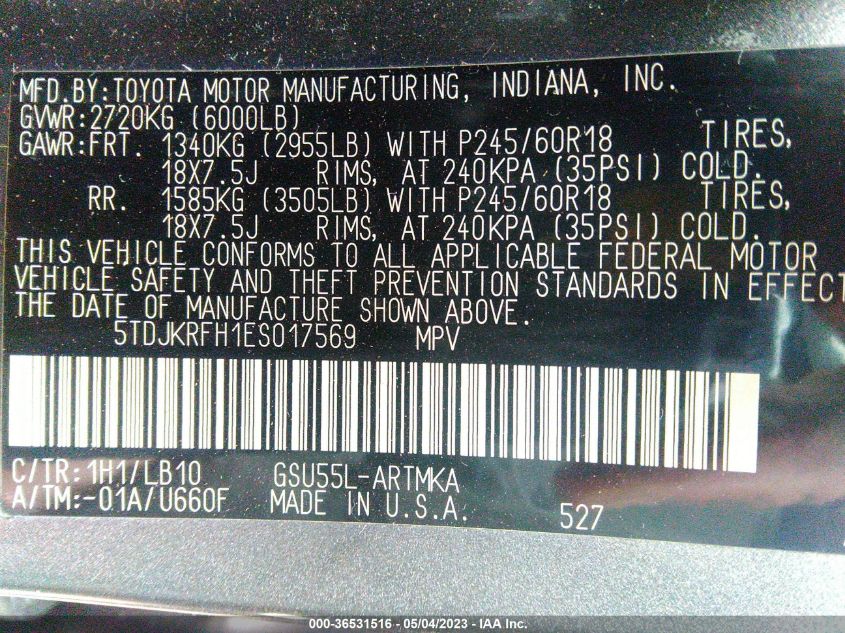 MFD.BY:TOYOTA MOTOR MANUFACTURING, INDIANA, INC.
GVWR:2720KG (6000LB)
GAWR:FRT. 1340KG (2955LB) WITH P245/60R18 TIRES,
18X7.5J RIMS, AT 240KPA (35PSI) COLD.
RR. 1585KG (3505LB) WITH P245/60R18 TIRES,
18X7.5J RIMS, AT 240KPA (35PSI) COLD.
THIS VEHICLE CONFORMS TO ALL APPLICABLE FEDERAL MOTOR
VEHICLE SAFETY AND THEFT PREVENTION STANDARDS IN EFFECT
THE DATE OF MANUFACTURE SHOWN ABOVE.
5TDJKRFH1ES017569 MPV
C/TR:1H1/LB10 GSU55L-ARTMKA
A/TM:-01A/U660F MADE IN U.S.A. 527
000-36531516 - 05/04/2023 - IAA Inc.